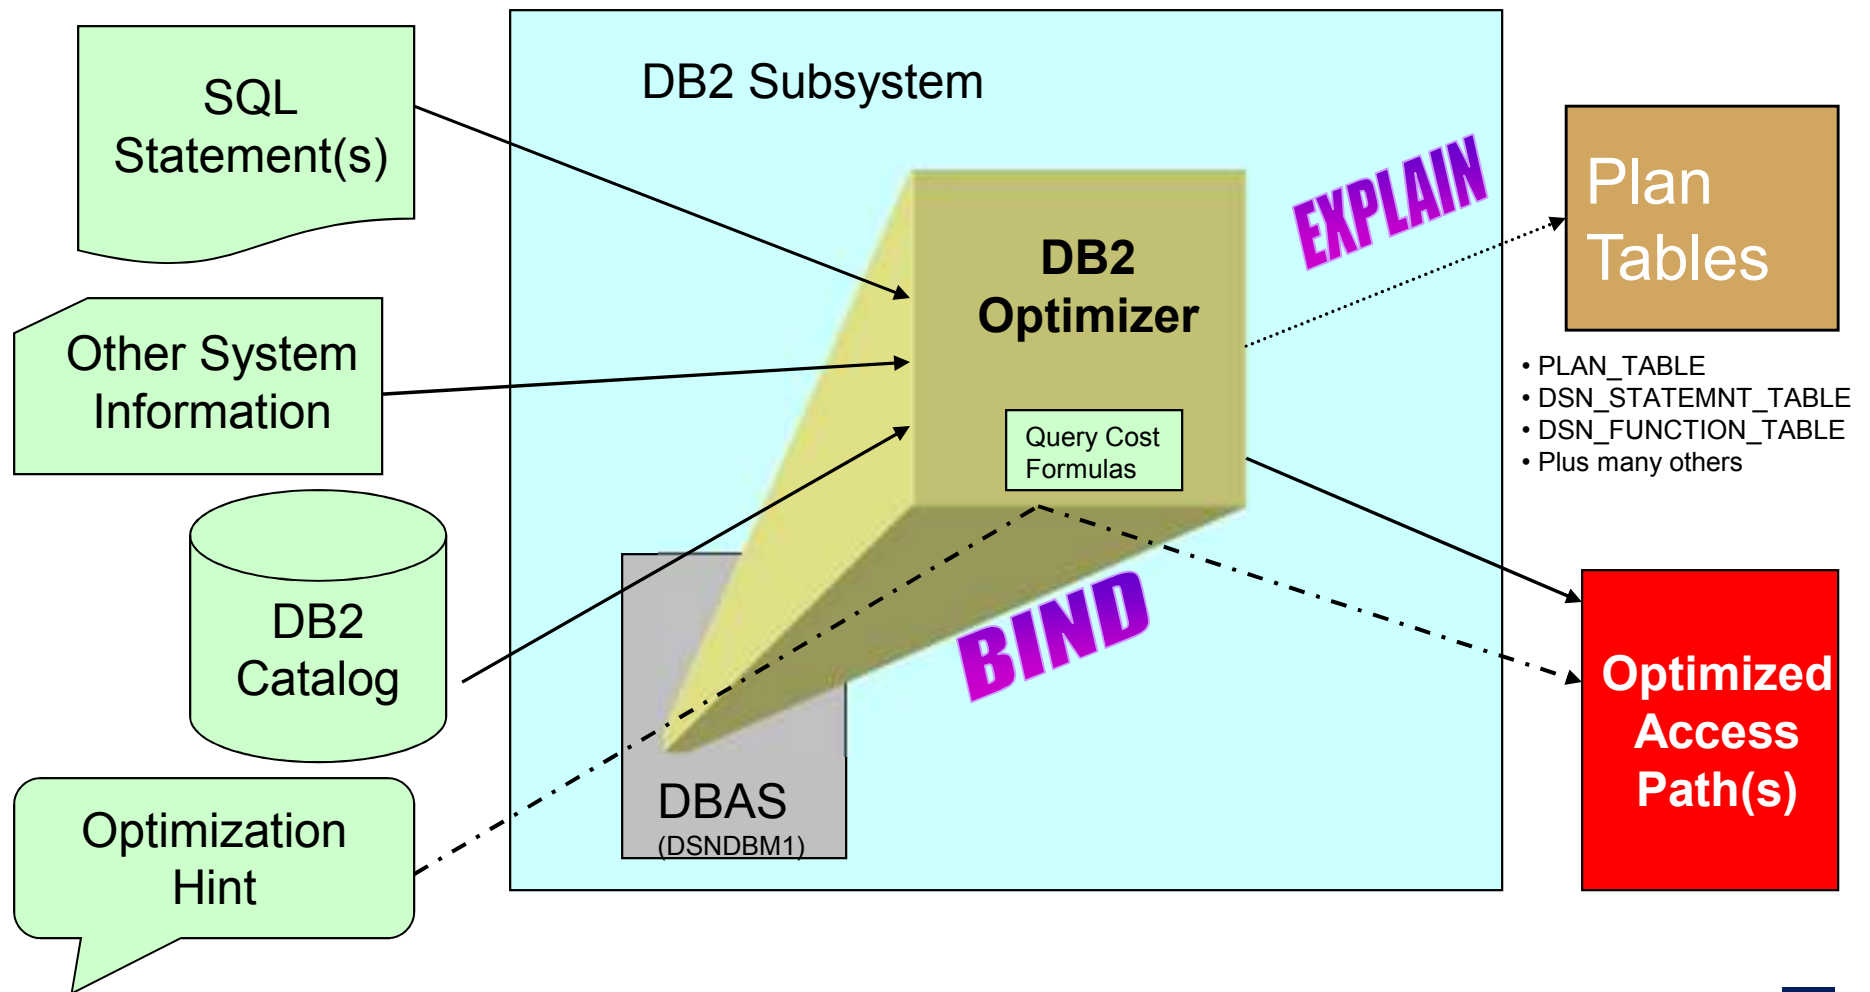 SQL
Statement(s)
Other System
Information
DB2
Catalog
Optimization
Hint
DB2 Subsystem
DB2
Optimizer
Query Cost
Formulas
EXPLAIN
BIND
DBAS
(DSNDBM1)
Plan
Tables
• PLAN_TABLE
• DSN_STATEMNT_TABLE
• DSN_FUNCTION_TABLE
• Plus many others
Optimized
Access
Path(s)